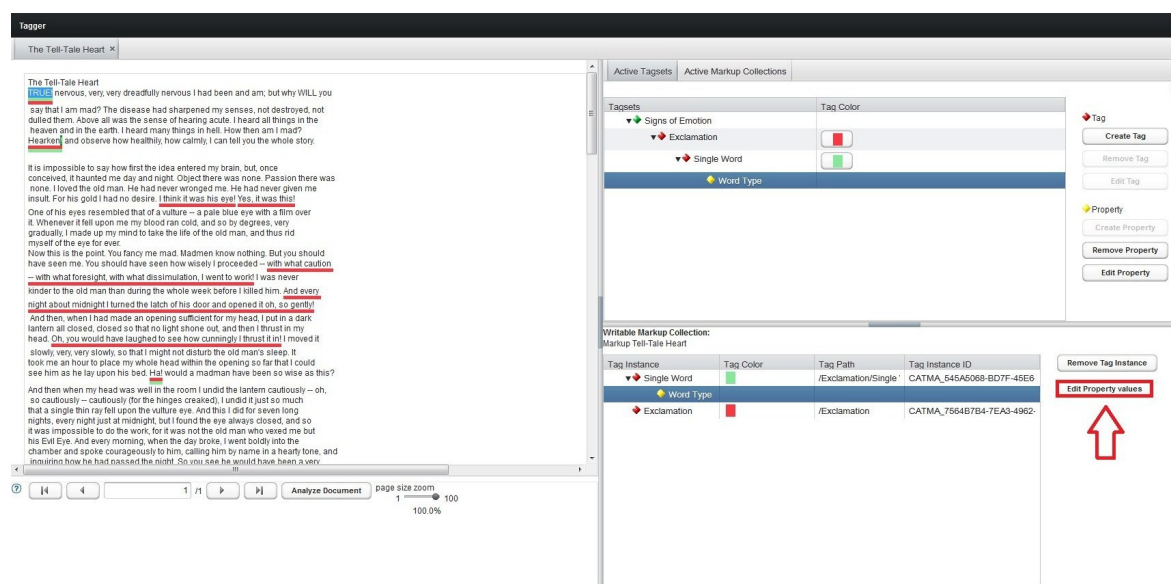 Tagger
The Tell-Tale Heart ×
The Tell-Tale Heart
TRUE! nervous, very, very dreadfully nervous I had been and am; but why WILL you
say that I am mad? The disease had sharpened my senses, not destroyed, not
dulled them. Above all was the sense of hearing acute. I heard all things in the
heaven and in the earth. I heard many things in hell. How then am I mad?
Hearken! and observe how healthily, how calmly, I can tell you the whole story.
It is impossible to say how first the idea entered my brain, but, once
conceived, it haunted me day and night. Object there was none. Passion there was
none. I loved the old man. He had never wronged me. He had never given me
insult. For his gold I had no desire. I think it was his eye! Yes, it was this!
One of his eyes resembled that of a vulture -- a pale blue eye with a film over
it. Whenever it fell upon me my blood ran cold, and so by degrees, very
gradually, I made up my mind to take the life of the old man, and thus rid
myself of the eye for ever.
Now this is the point. You fancy me mad. Madmen know nothing. But you should
have seen me. You should have seen how wisely I proceeded -- with what caution
-- with what foresight, with what dissimulation, I went to work! I was never
kinder to the old man than during the whole week before I killed him. And every
night about midnight I turned the latch of his door and opened it oh, so gently!
And then, when I had made an opening sufficient for my head, I put in a dark
lantern all closed, closed so that no light shone out, and then I thrust in my
head. Oh, you would have laughed to see how cunningly I thrust it in! I moved it
slowly, very, very slowly, so that I might not disturb the old man's sleep. It
took me an hour to place my whole head within the opening so far that I could
see him as he lay upon his bed. Ha! would a madman have been so wise as this?
And then when my head was well in the room I undid the lantern cautiously -- oh,
so cautiously -- cautiously (for the hinges creaked), I undid it just so much
that a single thin ray fell upon the vulture eye. And this I did for seven long
nights, every night just at midnight, but I found the eye always closed, and so
it was impossible to do the work, for it was not the old man who vexed me but
his Evil Eye. And every morning, when the day broke, I went boldly into the
chamber and spoke courageously to him, calling him by name in a hearty tone, and
inquiring how he had passed the night. So you see he would have been a very
1 /1 Analyze Document page size zoom
1 100
100.0%
Active Tagsets Active Markup Collections
Tagsets Tag Color
Signs of Emotion
Exclamation
Single Word
Word Type
Tag
Create Tag
Remove Tag
Edit Tag
Property
Create Property
Remove Property
Edit Property
Writable Markup Collection:
Markup Tell-Tale Heart
Tag Instance Tag Color Tag Path Tag Instance ID
Single Word /Exclamation/Single CATMA_545A5068-BD7F-45E6
Word Type
Exclamation /Exclamation CATMA_7564B7B4-7EA3-4962-
Remove Tag Instance
Edit Property values